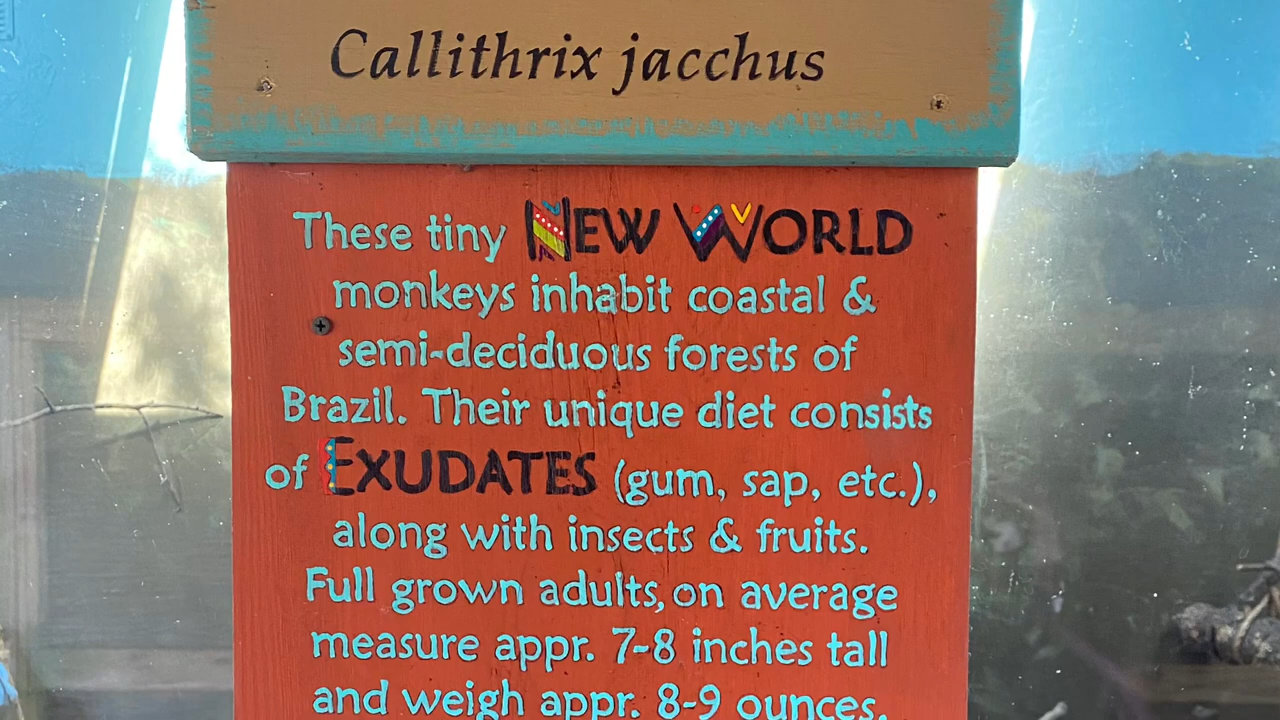 Callithrix jacchus
These tiny NEW WORLD
monkeys inhabit coastal &
semi-deciduous forests of
Brazil. Their unique diet consists
of EXUDATES (gum, sap, etc.),
along with insects & fruits.
Full grown adults, on average
measure appr. 7-8 inches tall
and weigh appr. 8-9 ounces.